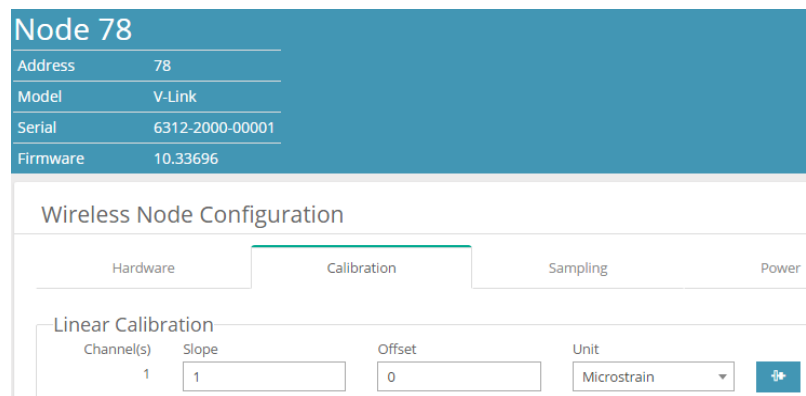 Node 78
Address 78
Model V-Link
Serial 6312-2000-00001
Firmware 10.33696
Wireless Node Configuration
Hardware Calibration Sampling Power
Linear Calibration
Channel(s) Slope Offset Unit
1 1 0 Microstrain